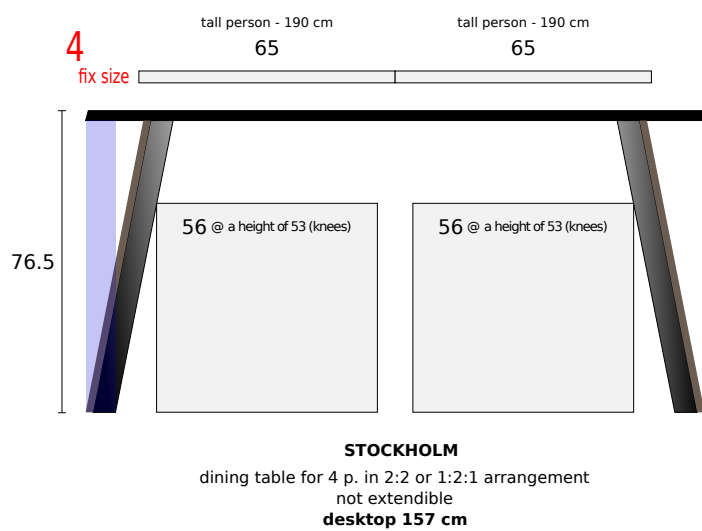 tall person - 190 cm
tall person - 190 cm
4
65
65
fix size
56 @ a height of 53 (knees)
56 @ a height of 53 (knees)
76.5
STOCKHOLM
dining table for 4 p. in 2:2 or 1:2:1 arrangement
not extendible
desktop 157 cm